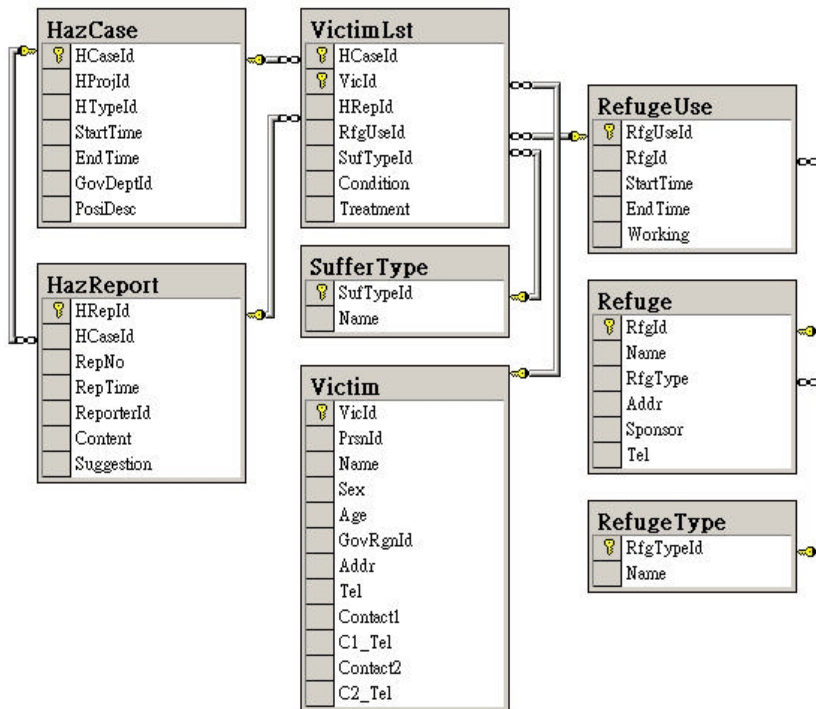 HazCase
HCaseId
HProjId
HTypeId
StartTime
EndTime
GovDeptId
PosiDesc
HazReport
HRepId
HCaseId
RepNo
RepTime
ReporterId
Content
Suggestion
VictimLst
HCaseId
VicId
HRepId
RfgUseId
SufTypeId
Condition
Treatment
SufferType
SufTypeId
Name
Victim
VicId
PrsnId
Name
Sex
Age
GovRgnId
Addr
Tel
Contact1
C1_Tel
Contact2
C2_Tel
RefugeUse
RfgUseId
RfgId
StartTime
EndTime
Working
Refuge
RfgId
Name
RfgType
Addr
Sponsor
Tel
RefugeType
RfgTypeId
Name